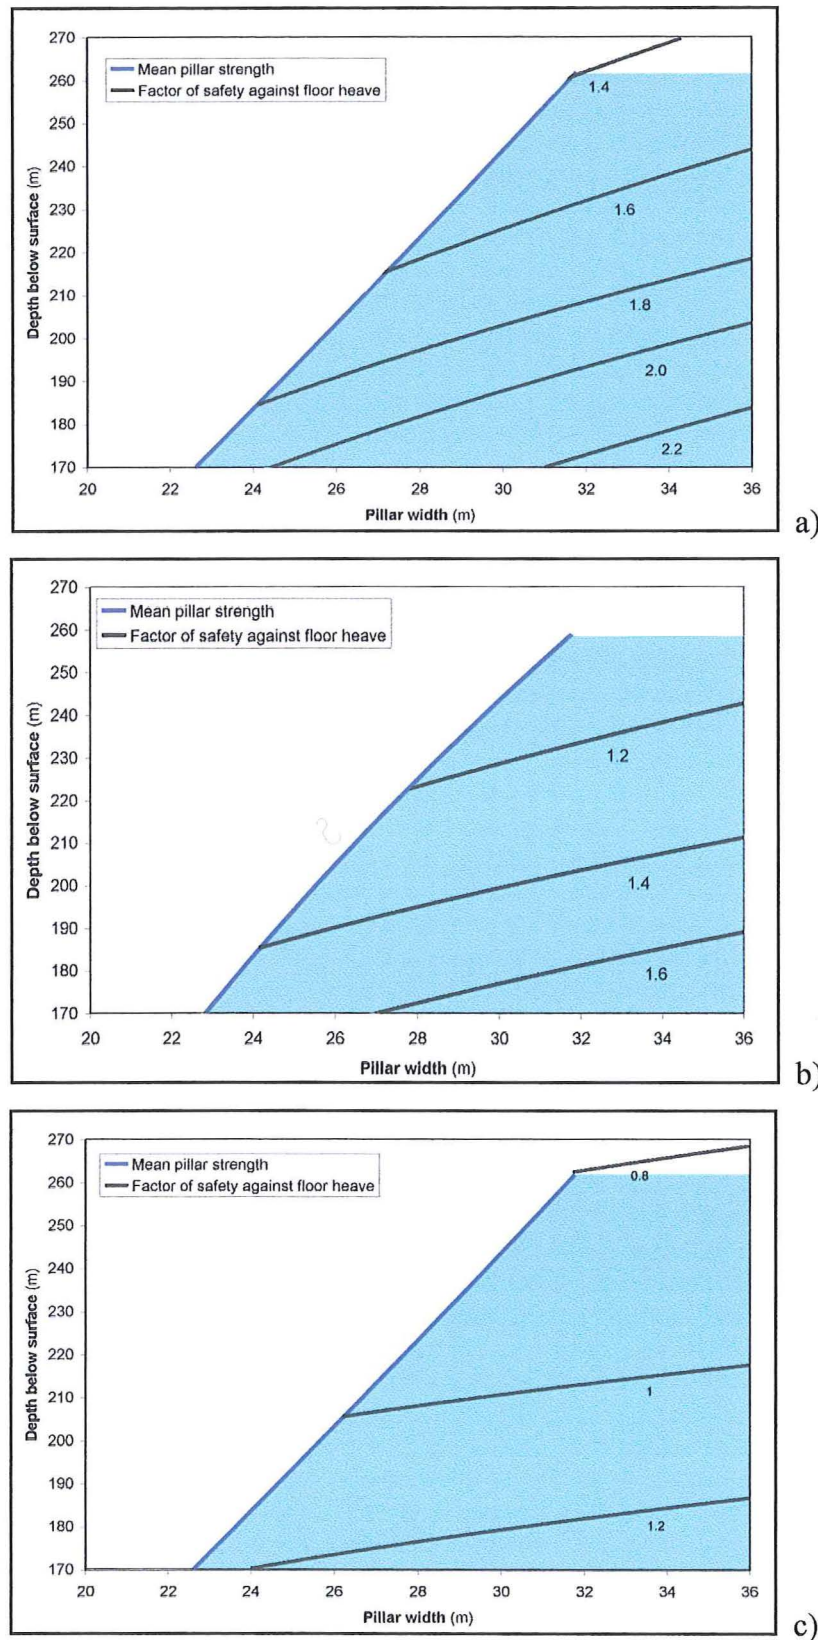 270
260
250
240
230
220
210
200
190
180
170
Depth below surface (m)
Mean pillar strength
Factor of safety against floor heave
1.4
1.6
1.8
2.0
2.2
20 22 24 26 28 30 32 34 36
Pillar width (m)
a)
270
260
250
240
230
220
210
200
190
180
170
Depth below surface (m)
Mean pillar strength
Factor of safety against floor heave
1.2
1.4
1.6
20 22 24 26 28 30 32 34 36
Pillar width (m)
b)
270
260
250
240
230
220
210
200
190
180
170
Depth below surface (m)
Mean pillar strength
Factor of safety against floor heave
0.8
1
1.2
20 22 24 26 28 30 32 34 36
Pillar width (m)
c)